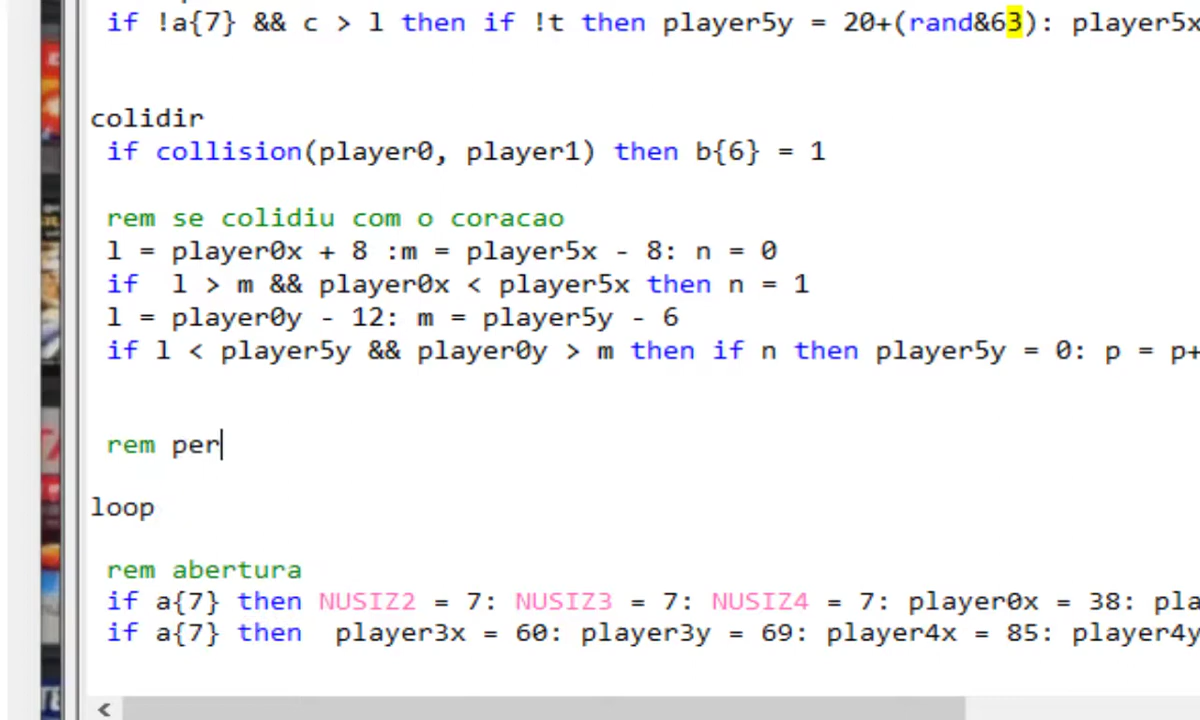 if !a{7} && c > l then if !t then player5y = 20+(rand&63): player5x
colidir
if collision(player0, player1) then b{6} = 1
rem se colidiu com o coracao
l = player0x + 8 :m = player5x - 8: n = 0
if  l > m && player0x < player5x then n = 1
l = player0y - 12: m = player5y - 6
if l < player5y && player0y > m then if n then player5y = 0: p = p+
rem per
loop
rem abertura
if a{7} then NUSIZ2 = 7: NUSIZ3 = 7: NUSIZ4 = 7: player0x = 38: pla
if a{7} then  player3x = 60: player3y = 69: player4x = 85: player4y